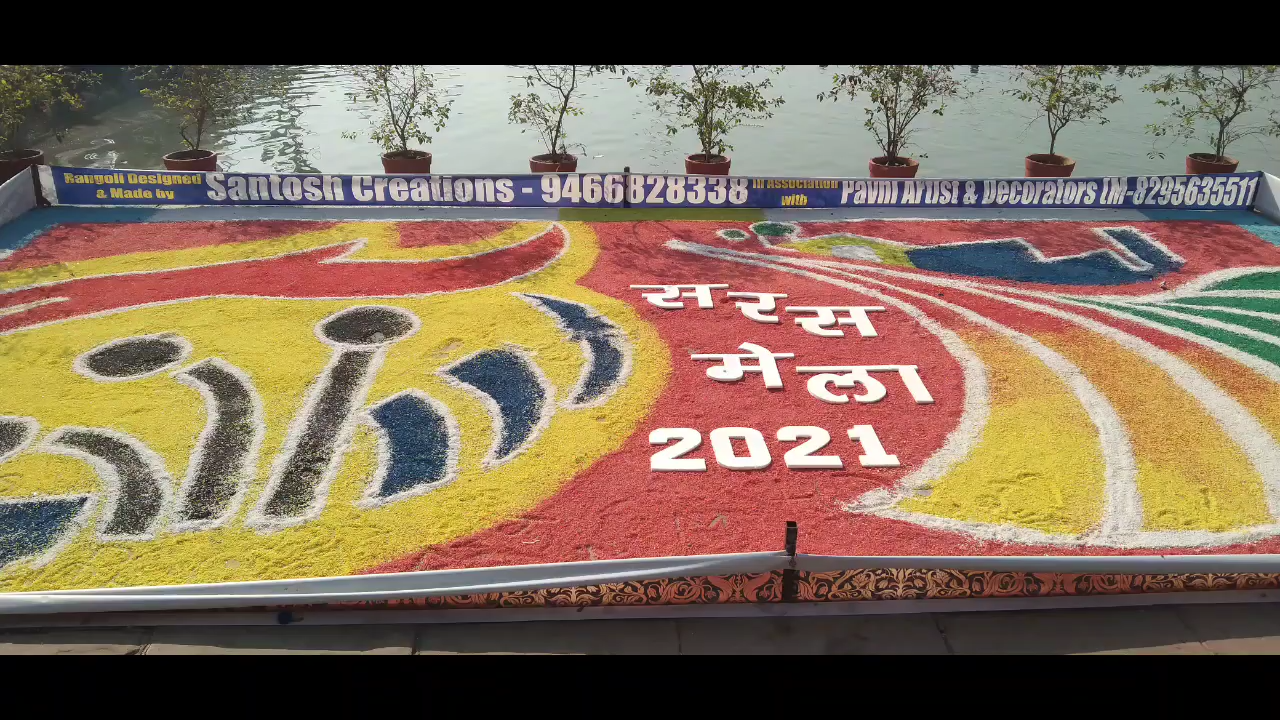 Rangoli Designed & Made by Santosh Creations - 9466828338 In Association with Pavni Artist & Decorators (M-8295635511
सरस
मेला
2021